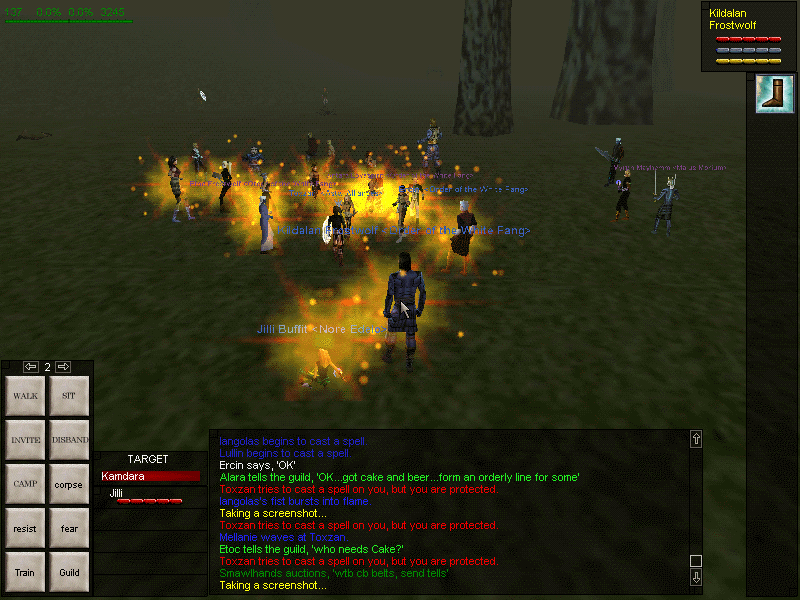 137 0.0% 0.0% 3245
Kildalan
Frostwolf
of the White Fang>
Kildalan of the White Fang>
Jilli Buffit <Nore
2
WALK SIT
INVITE DISBAND
CAMP corpse
resist fear
Train Guild
TARGET
Kamdara
Jilli
Iangolas begins to cast a spell.
Lullin begins to cast a spell.
Ercin says, 'OK'
Alara tells the guild, 'OK...got cake and beer...form an orderly line for some'
Toxzan tries to cast a spell on you, but you are protected.
Iangolas's fist bursts into flame.
Taking a screenshot...
Toxzan tries to cast a spell on you, but you are protected.
Mellanie waves at Toxzan.
Etoc tells the guild, 'who needs Cake?'
Toxzan tries to cast a spell on you, but you are protected.
Smawlhands auctions, 'wtb cb belts, send tells'
Taking a screenshot...